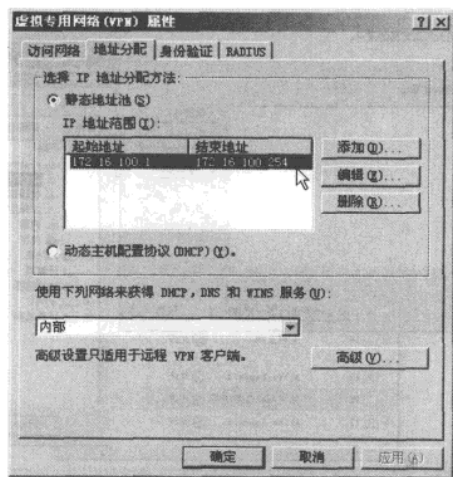 虚拟专用网络(VPN) 属性
访问网络 地址分配 身份验证 RADIUS
选择 IP 地址分配方法:
静态地址池(S)
IP 地址范围(X):
起始地址 结束地址
172.16.100.1 172.16.100.254
添加(D)...
编辑(E)...
删除(R)...
动态主机配置协议(DHCP)(Y)。
使用下列网络来获得 DHCP,DNS 和 WINS 服务(U):
内部
高级设置只适用于远程 VPN 客户端。
高级(V)...
确定 取消 应用(A)